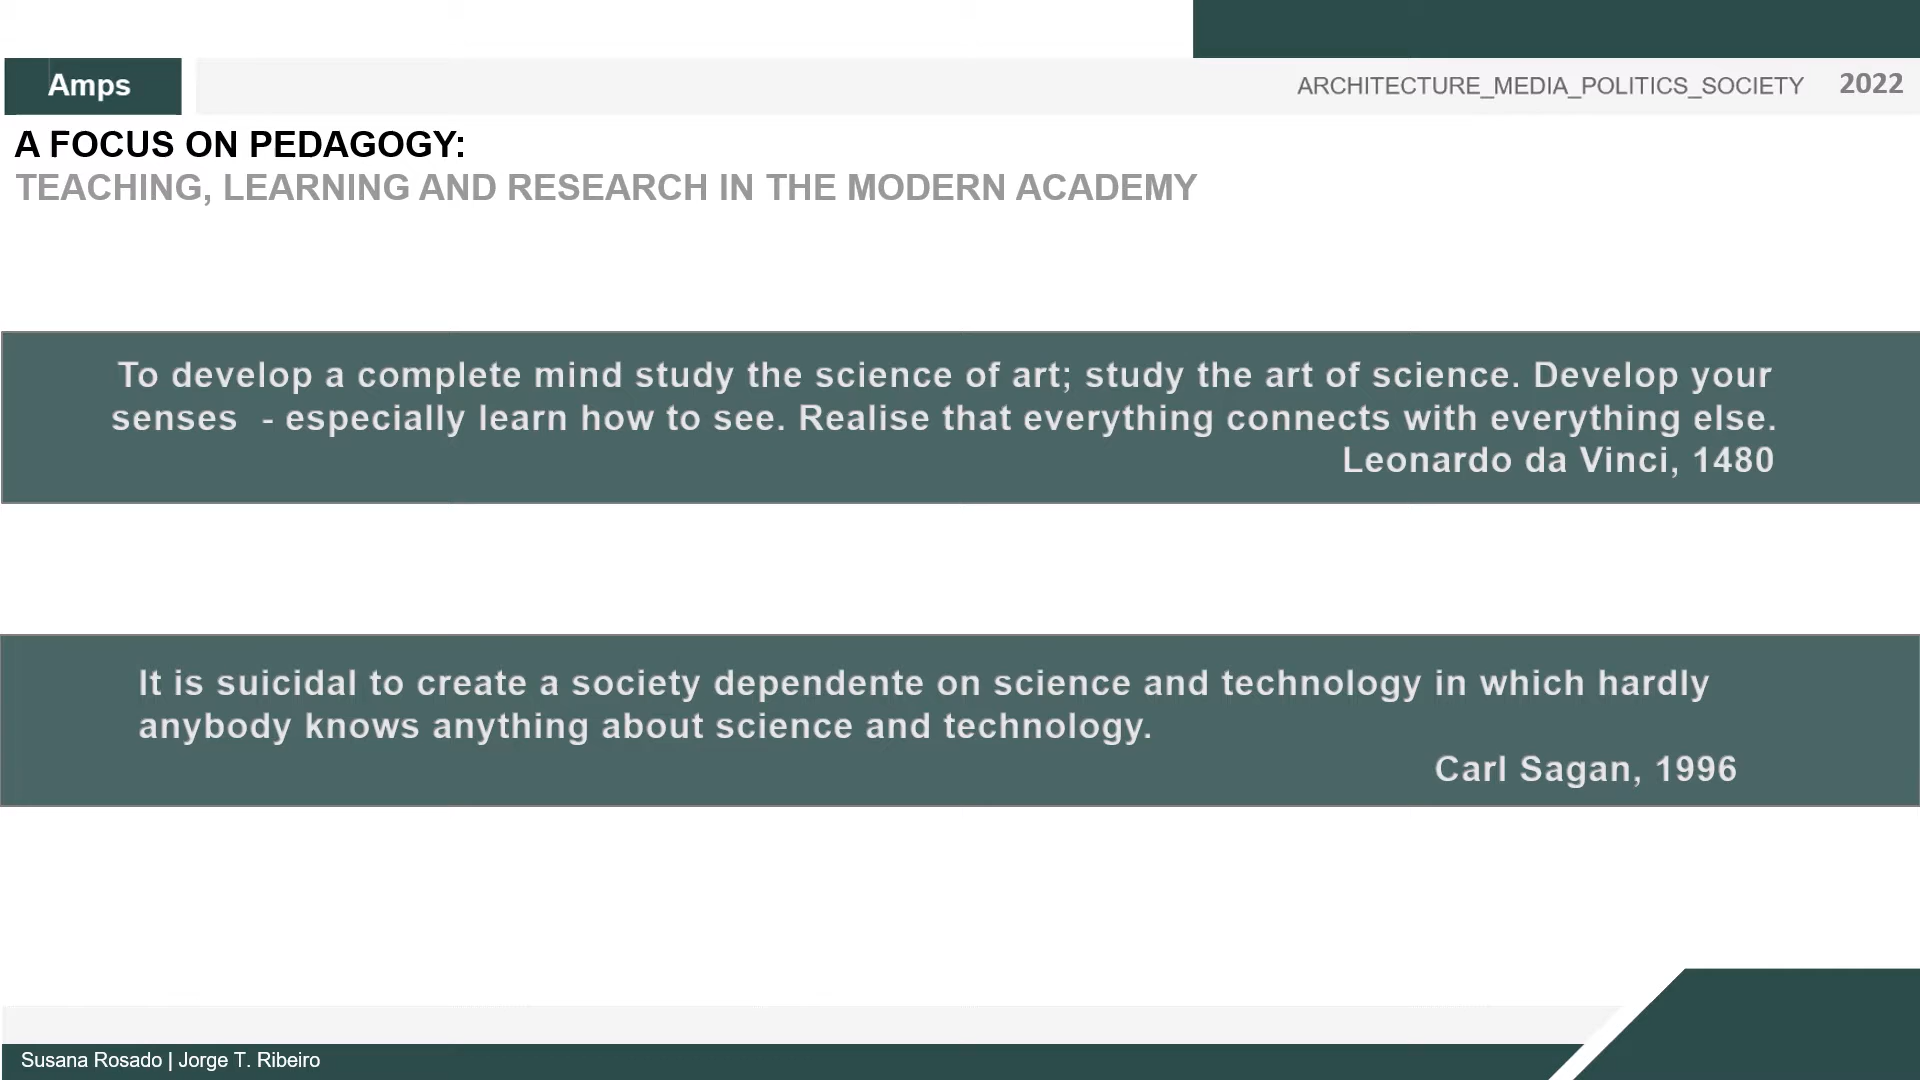 Amps
ARCHITECTURE_MEDIA_POLITICS_SOCIETY 2022
A FOCUS ON PEDAGOGY:
TEACHING, LEARNING AND RESEARCH IN THE MODERN ACADEMY
To develop a complete mind study the science of art; study the art of science. Develop your
senses - especially learn how to see. Realise that everything connects with everything else.
Leonardo da Vinci, 1480
It is suicidal to create a society dependente on science and technology in which hardly
anybody knows anything about science and technology.
Carl Sagan, 1996
Susana Rosado | Jorge T. Ribeiro